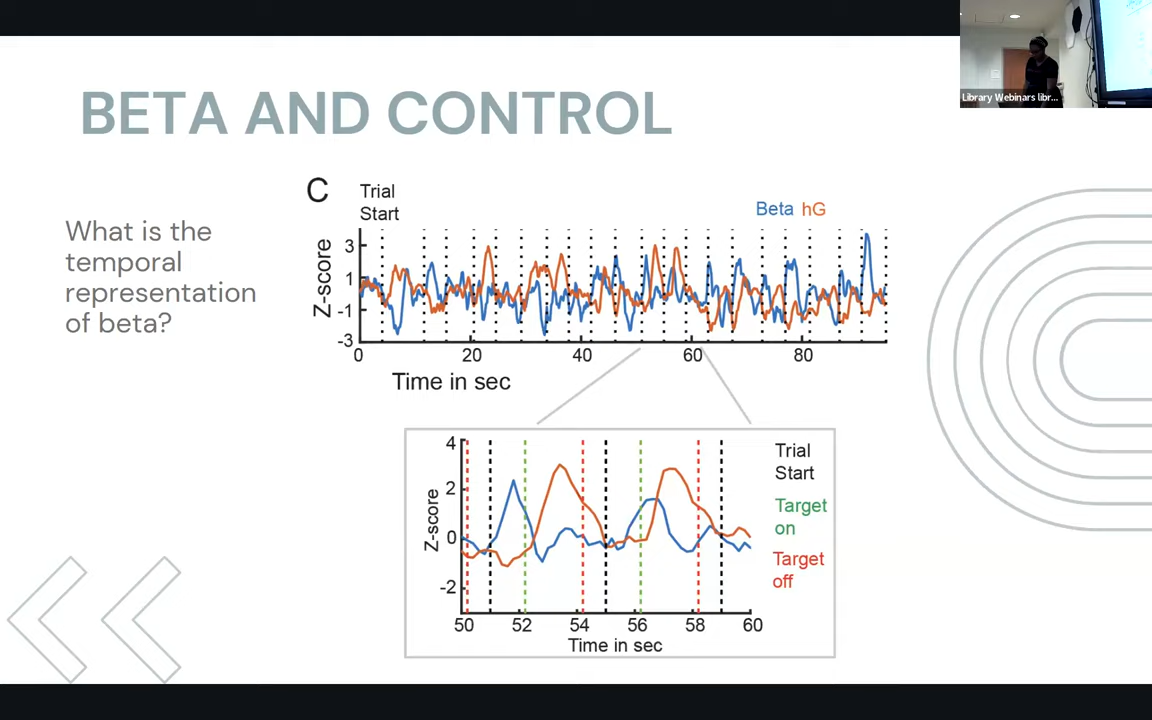 Library Webinars libr...
BETA AND CONTROL
What is the
temporal
representation
of beta?
C
Trial
Start
Beta hG
Z-score
3
1
-1
-3
0 20 40 60 80
Time in sec
4
2
0
-2
Z-score
50 52 54 56 58 60
Time in sec
Trial
Start
Target
on
Target
off